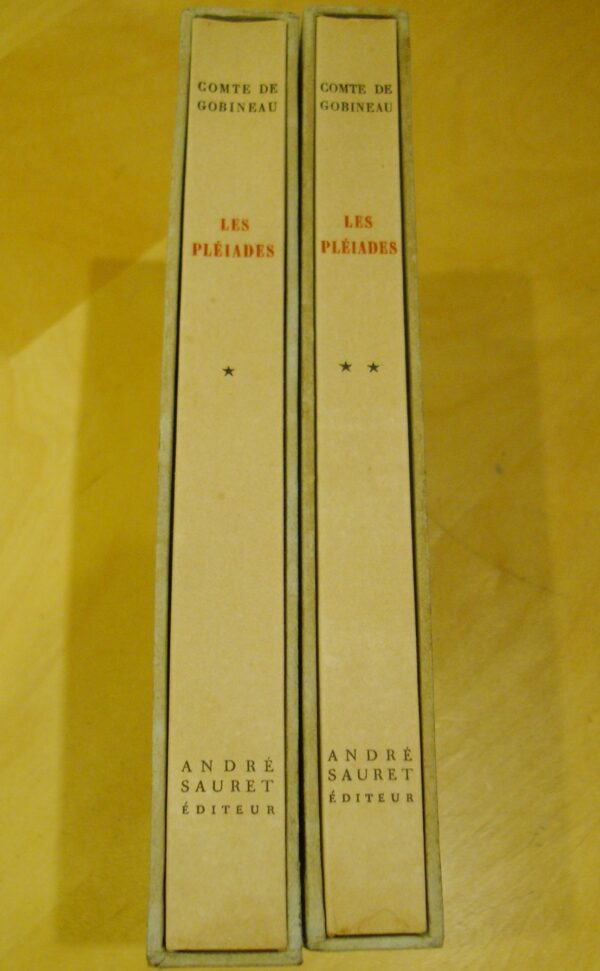 COMTE DE
GOBINEAU
LES
PLÉIADES
★
ANDRÉ
SAURET
ÉDITEUR
COMTE DE
GOBINEAU
LES
PLÉIADES
★ ★
ANDRÉ
SAURET
ÉDITEUR